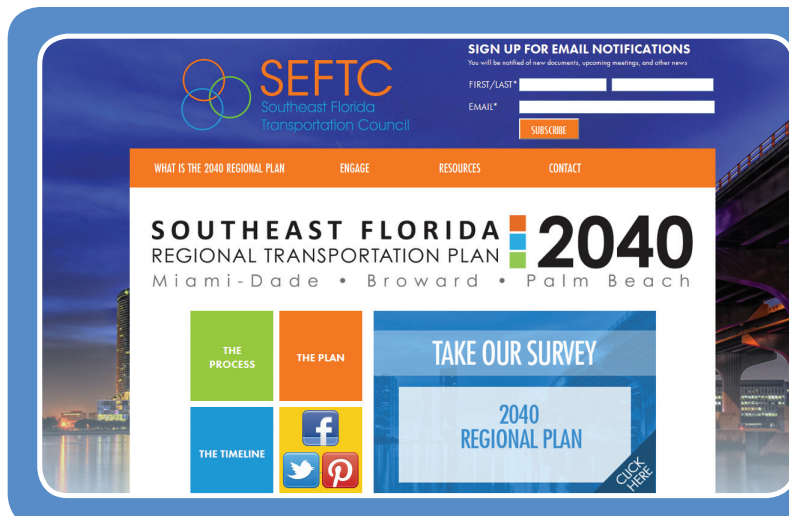 SEFTC
Southeast Florida
Transportation Council
SIGN UP FOR EMAIL NOTIFICATIONS
You will be notified of new documents, upcoming meetings, and other news
FIRST/LAST*
EMAIL*
SUBSCRIBE
WHAT IS THE 2040 REGIONAL PLAN ENGAGE RESOURCES CONTACT
SOUTHEAST FLORIDA
REGIONAL TRANSPORTATION PLAN
2040
Miami-Dade • Broward • Palm Beach
THE
PROCESS
THE PLAN
THE TIMELINE
TAKE OUR SURVEY
2040
REGIONAL PLAN
CLICK
HERE